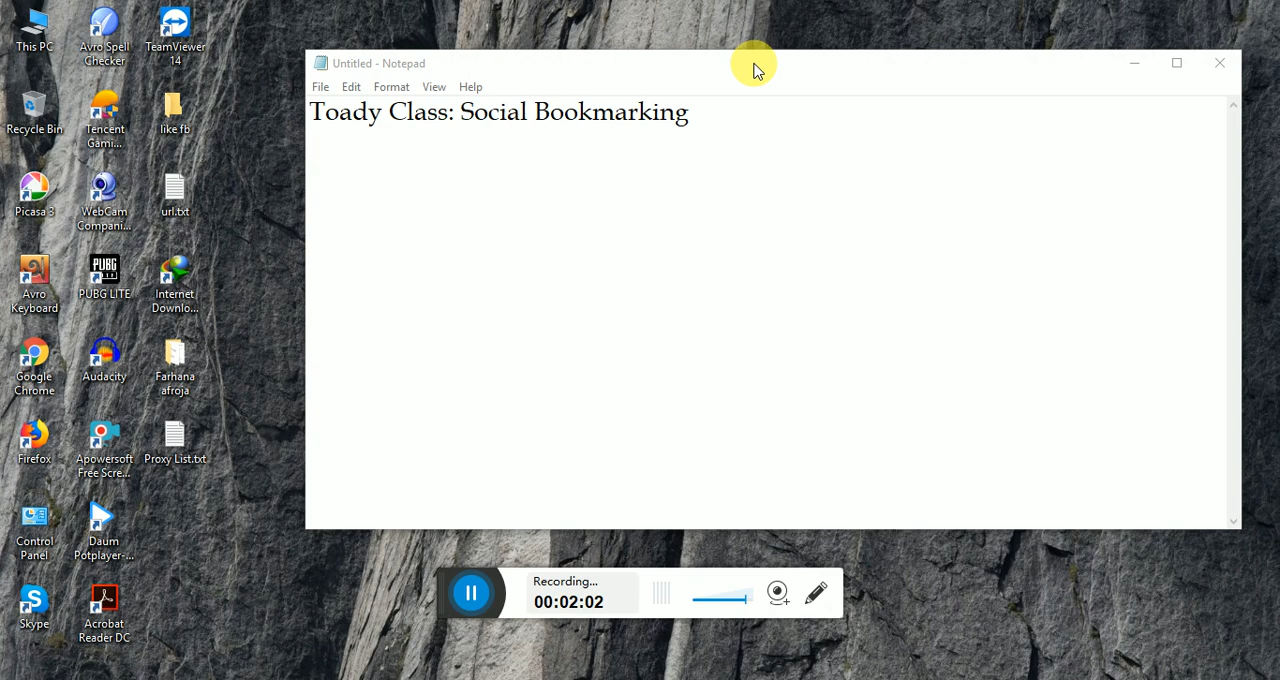 This PC
Avro Spell
Checker
TeamViewer
14
Recycle Bin
Tencent
Gami...
like fb
Picasa 3
WebCam
Compani...
url.txt
Avro
Keyboard
PUBG
LITE
PUBG LITE
Internet
Downlo...
Google
Chrome
Audacity
Farhana
afroja
Firefox
Apowersoft
Free Scre...
Proxy List.txt
Control
Panel
Daum
Potplayer-...
Skype
Acrobat
Reader DC
Untitled - Notepad
File Edit Format View Help
Toady Class: Social Bookmarking
Recording...
00:02:02